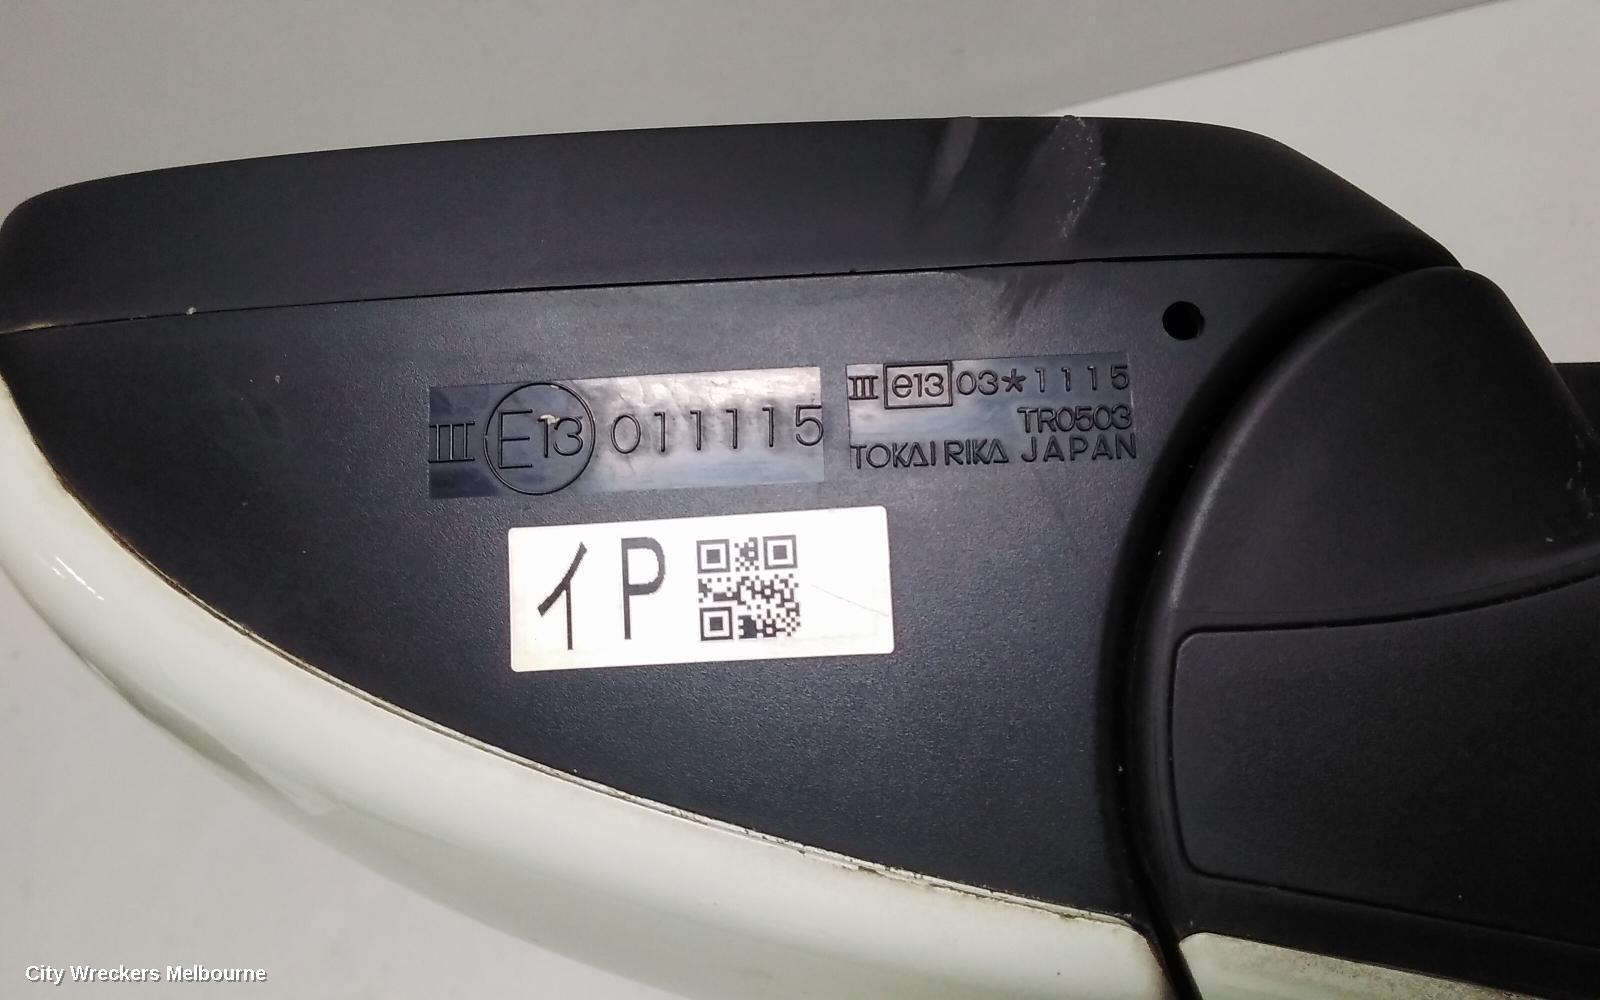 III E13 011115
III e13 03*1115
TR0503
TOKAI RIKA JAPAN
イP
City Wreckers Melbourne